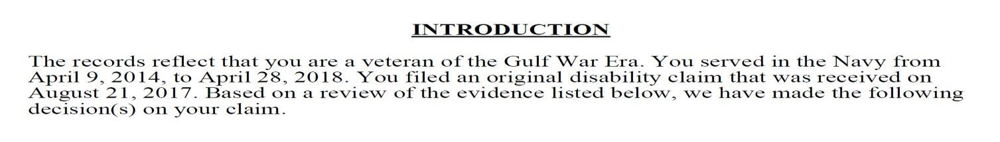 INTRODUCTION
The records reflect that you are a veteran of the Gulf War Era. You served in the Navy from
April 9, 2014, to April 28, 2018. You filed an original disability claim that was received on
August 21, 2017. Based on a review of the evidence listed below, we have made the following
decision(s) on your claim.